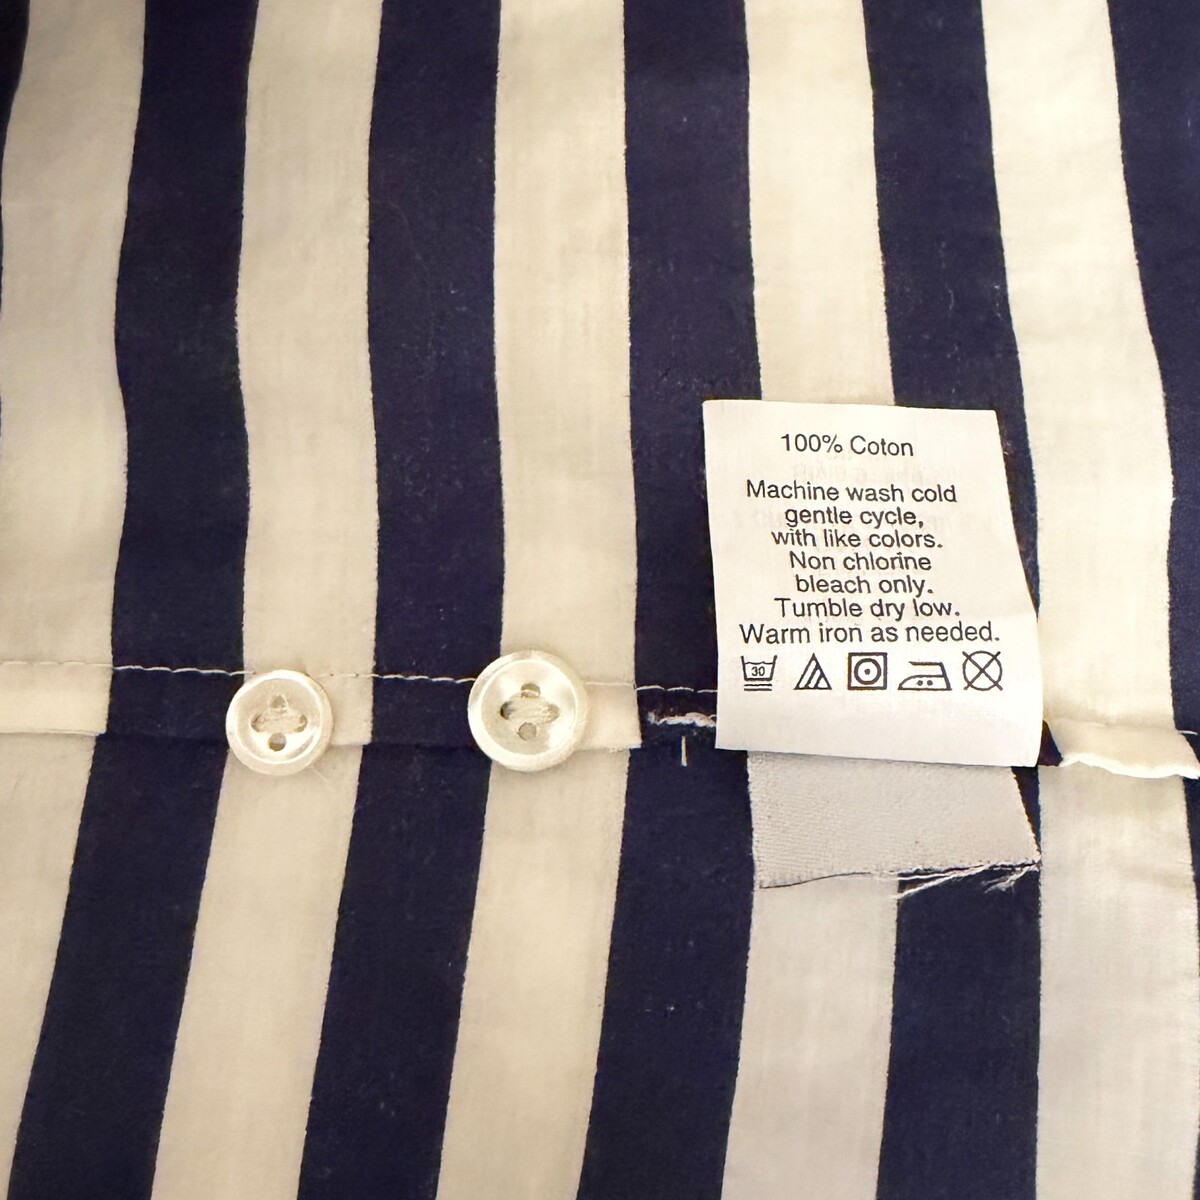 100% Coton
Machine wash cold
gentle cycle,
with like colors.
Non chlorine
bleach only.
Tumble dry low.
Warm iron as needed.
30